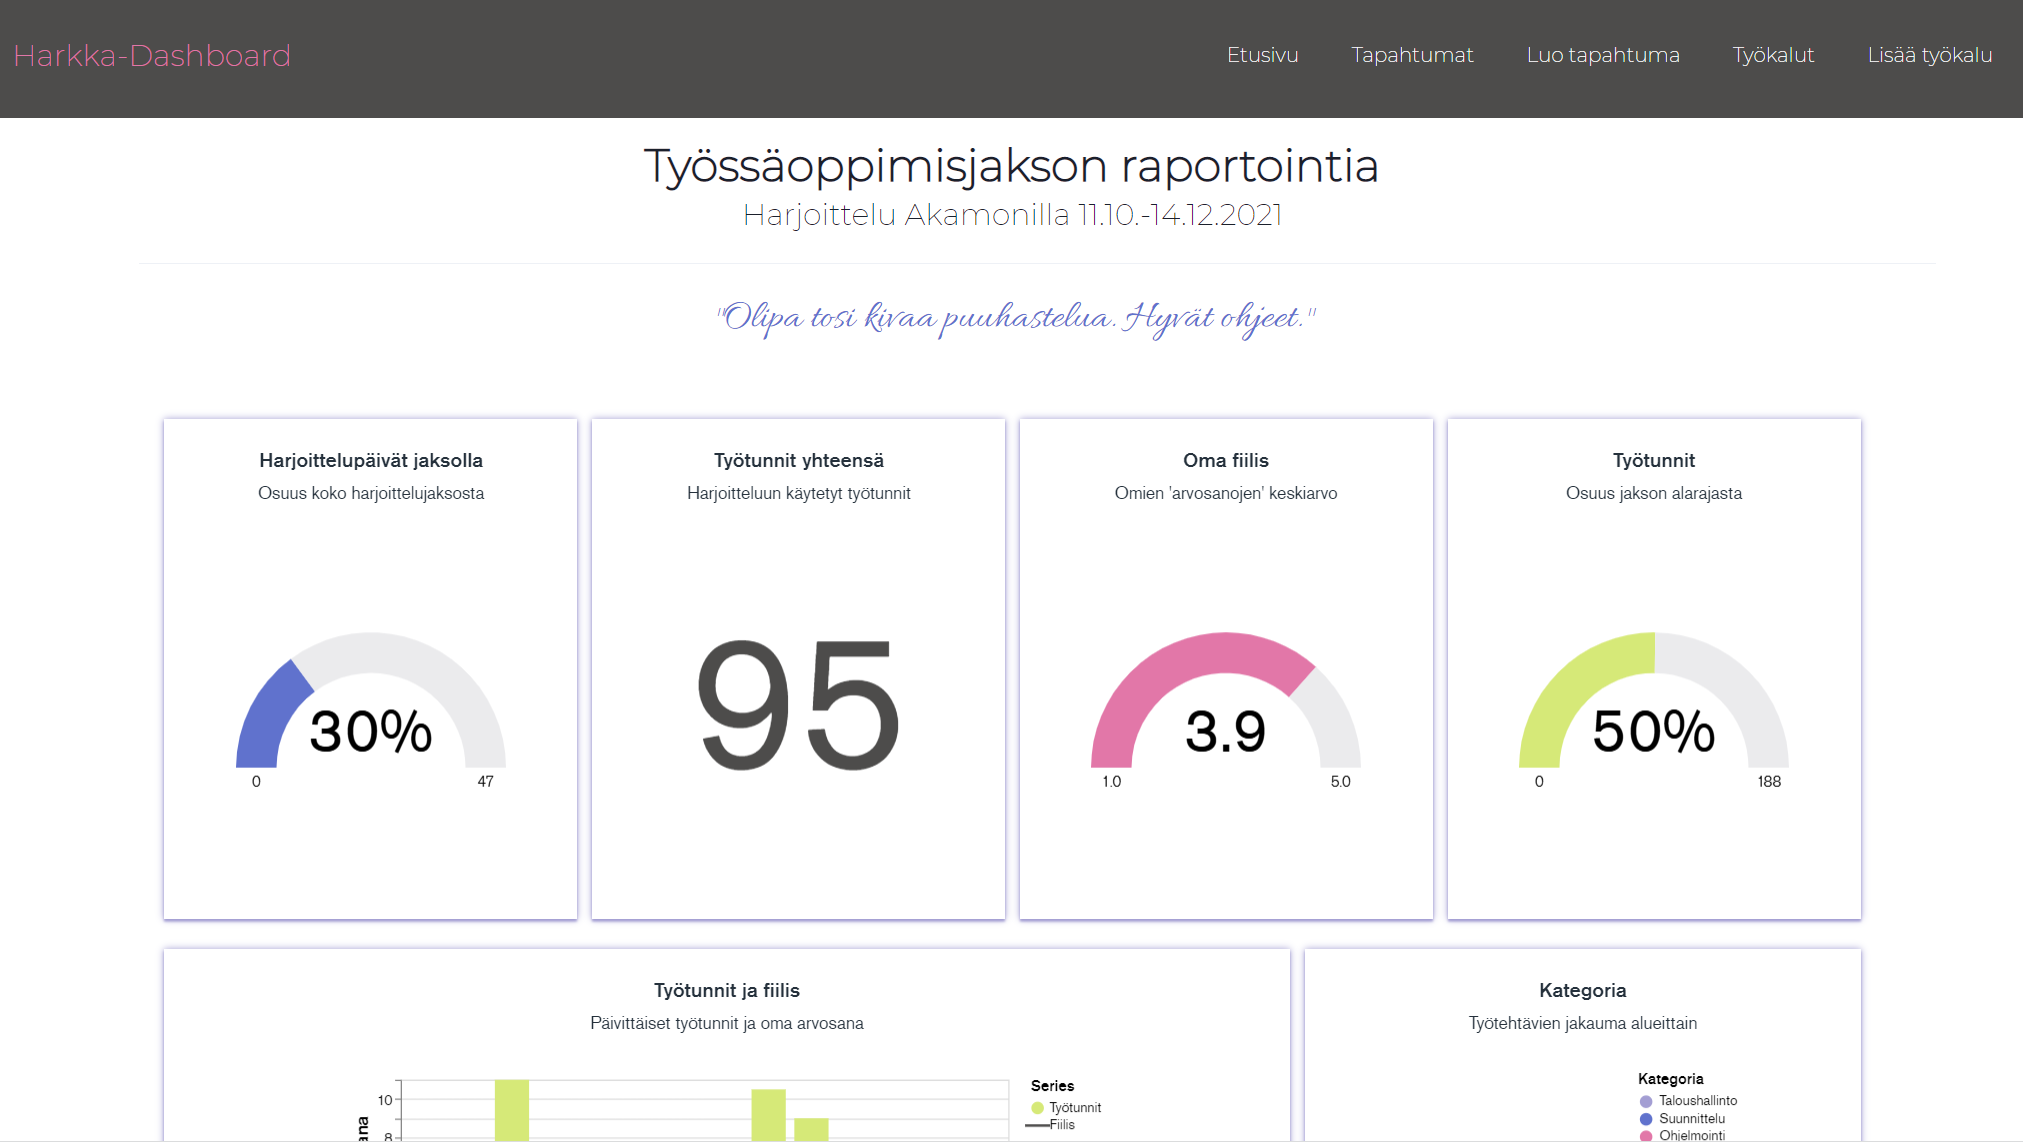 Harkka-Dashboard
Etusivu Tapahtumat Luo tapahtuma Työkalut Lisää työkalu
Työssäoppimisjakson raportointia
Harjoittelu Akamonilla 11.10.-14.12.2021
"Olipa tosi kivaa puuhastelua. Hyvät ohjeet."
Harjoittelupäivät jaksolla
Osuus koko harjoittelujaksosta
30%
0 47
Työtunnit yhteensä
Harjoitteluun käytetyt työtunnit
95
Oma fiilis
Omien 'arvosanojen' keskiarvo
3.9
1.0 5.0
Työtunnit
Osuus jakson alarajasta
50%
0 188
Työtunnit ja fiilis
Päivittäiset työtunnit ja oma arvosana
10
8
Series
Työtunnit
Fiilis
Kategoria
Työtehtävien jakauma alueittain
Kategoria
Taloushallinto
Suunnittelu
Ohjelmointi